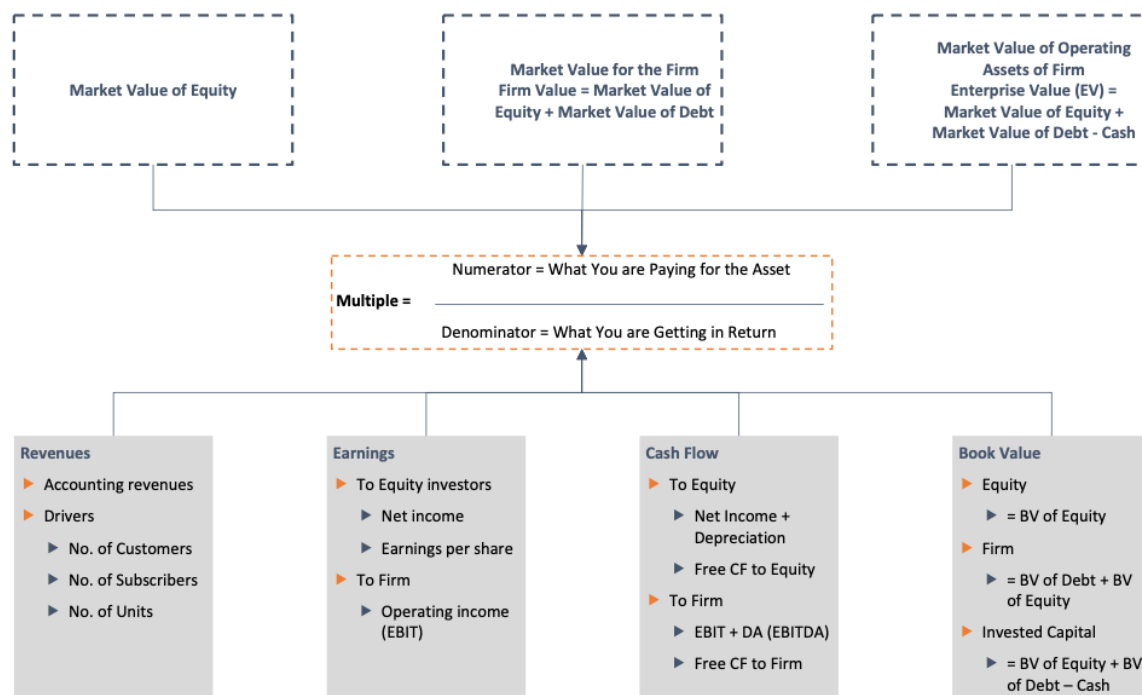 Market Value of Equity
Market Value for the Firm
Firm Value = Market Value of
Equity + Market Value of Debt
Market Value of Operating
Assets of Firm
Enterprise Value (EV) =
Market Value of Equity +
Market Value of Debt - Cash
Numerator = What You are Paying for the Asset
Multiple =
Denominator = What You are Getting in Return
Revenues
Accounting revenues
Drivers
No. of Customers
No. of Subscribers
No. of Units
Earnings
To Equity investors
Net income
Earnings per share
To Firm
Operating income
(EBIT)
Cash Flow
To Equity
Net Income +
Depreciation
Free CF to Equity
To Firm
EBIT + DA (EBITDA)
Free CF to Firm
Book Value
Equity
= BV of Equity
Firm
= BV of Debt + BV
of Equity
Invested Capital
= BV of Equity + BV
of Debt – Cash